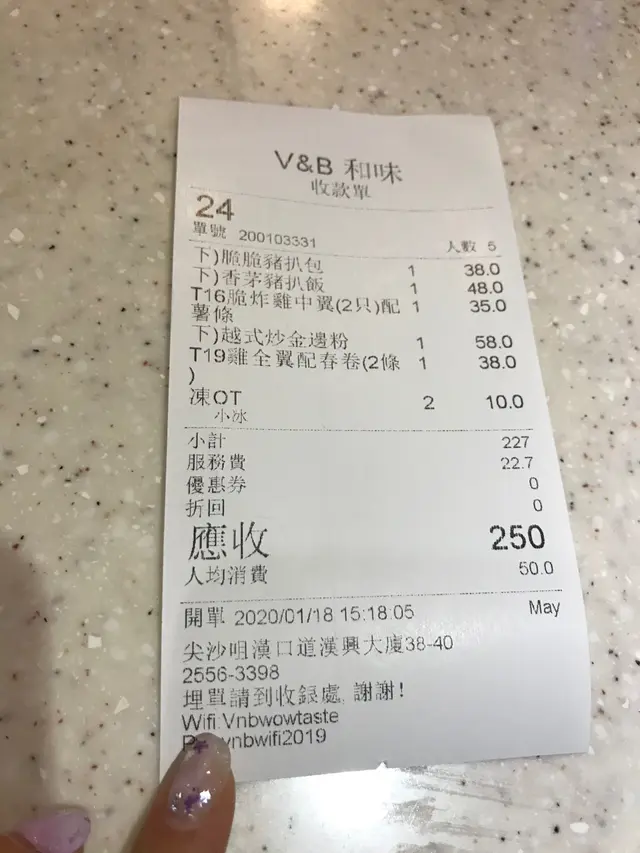 V&B 和味
收款單
24
單號 200103331 人數 5
下)脆脆豬扒包 1 38.0
下)香茅豬扒飯 1 48.0
T16脆炸雞中翼(2只)配 1 35.0
薯條
下)越式炒金邊粉 1 58.0
T19雞全翼配春卷(2條 1 38.0
)
凍OT 2 10.0
小冰
小計 227
服務費 22.7
優惠券 0
折回 0
應收 250
人均消費 50.0
開單 2020/01/18 15:18:05 May
尖沙咀漢口道漢興大廈38-40
2556-3398
埋單請到收銀處, 謝謝!
Wifi:Vnbwowtaste
vnbwifi2019